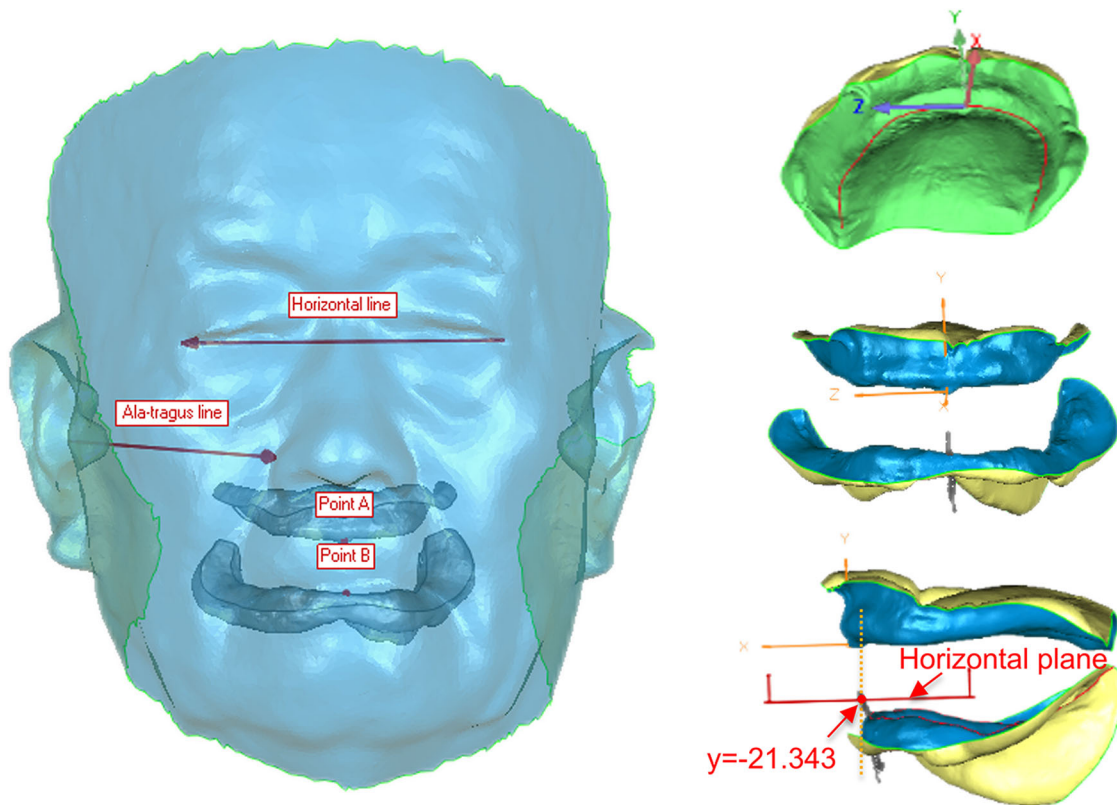 Horizontal line
Ala-tragus line
Point A
Point B
Y
X
Z
Y
Z
X
Y
X
Horizontal plane
y=-21.343